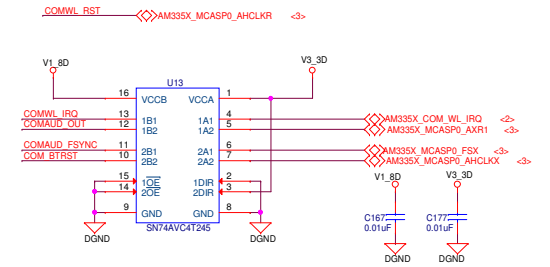 COMWL_RST AM335X_MCASP0_AHCLKR <3>
V1_8D V3_3D
U13
16 VCCB VCCA 1
COMWL_IRQ 13 1B1 1A1 4 AM335X_COM_WL_IRQ <2>
COMAUD_OUT 12 1B2 1A2 5 AM335X_MCASP0_AXR1 <3>
COMAUD_FSYNC 11 2B1 2A1 6 AM335X_MCASP0_FSX <3>
COM_BTRST 10 2B2 2A2 7 AM335X_MCASP0_AHCLKX <3>
15 1OE 1DIR 2
14 2OE 2DIR 3
9 GND GND 8
SN74AVC4T245
DGND DGND
V1_8D V3_3D
C167 C177
0.01uF 0.01uF
DGND DGND